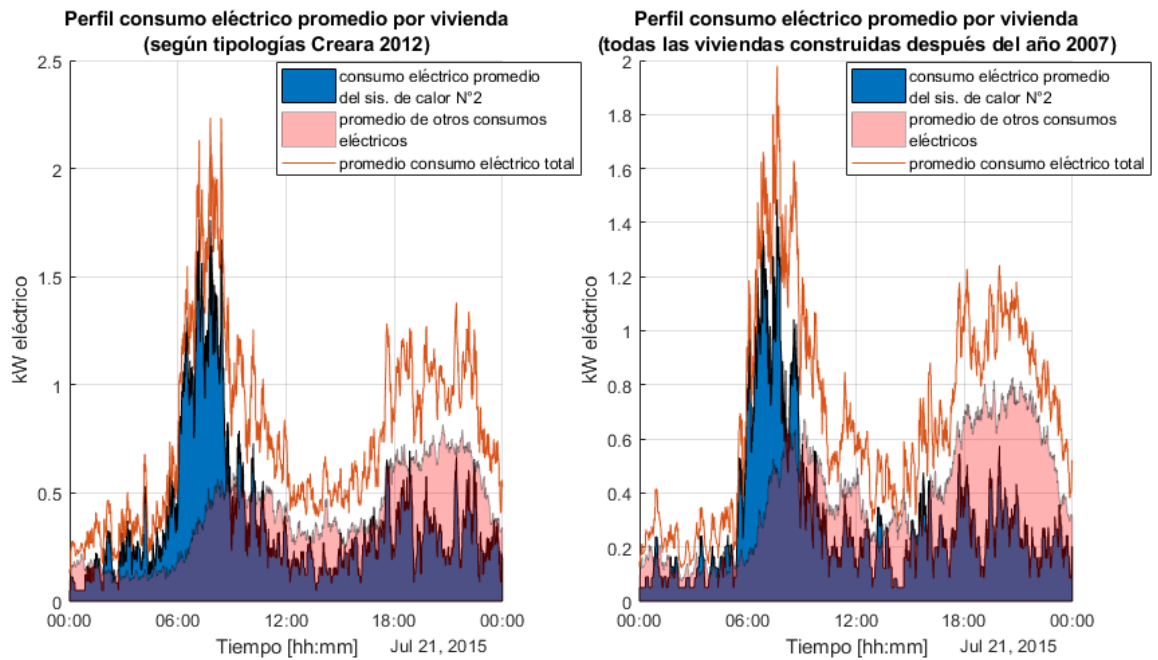 Perfil consumo eléctrico promedio por vivienda
(según tipologías Creara 2012)
2.5
2
1.5
1
0.5
0
kW eléctrico
consumo eléctrico promedio
del sis. de calor N°2
promedio de otros consumos
eléctricos
promedio consumo eléctrico total
00:00
06:00
12:00
18:00
00:00
Tiempo [hh:mm]
Jul 21, 2015
Perfil consumo eléctrico promedio por vivienda
(todas las viviendas construidas después del año 2007)
2
1.8
1.6
1.4
1.2
1
0.8
0.6
0.4
0.2
0
kW eléctrico
consumo eléctrico promedio
del sis. de calor N°2
promedio de otros consumos
eléctricos
promedio consumo eléctrico total
00:00
06:00
12:00
18:00
00:00
Tiempo [hh:mm]
Jul 21, 2015